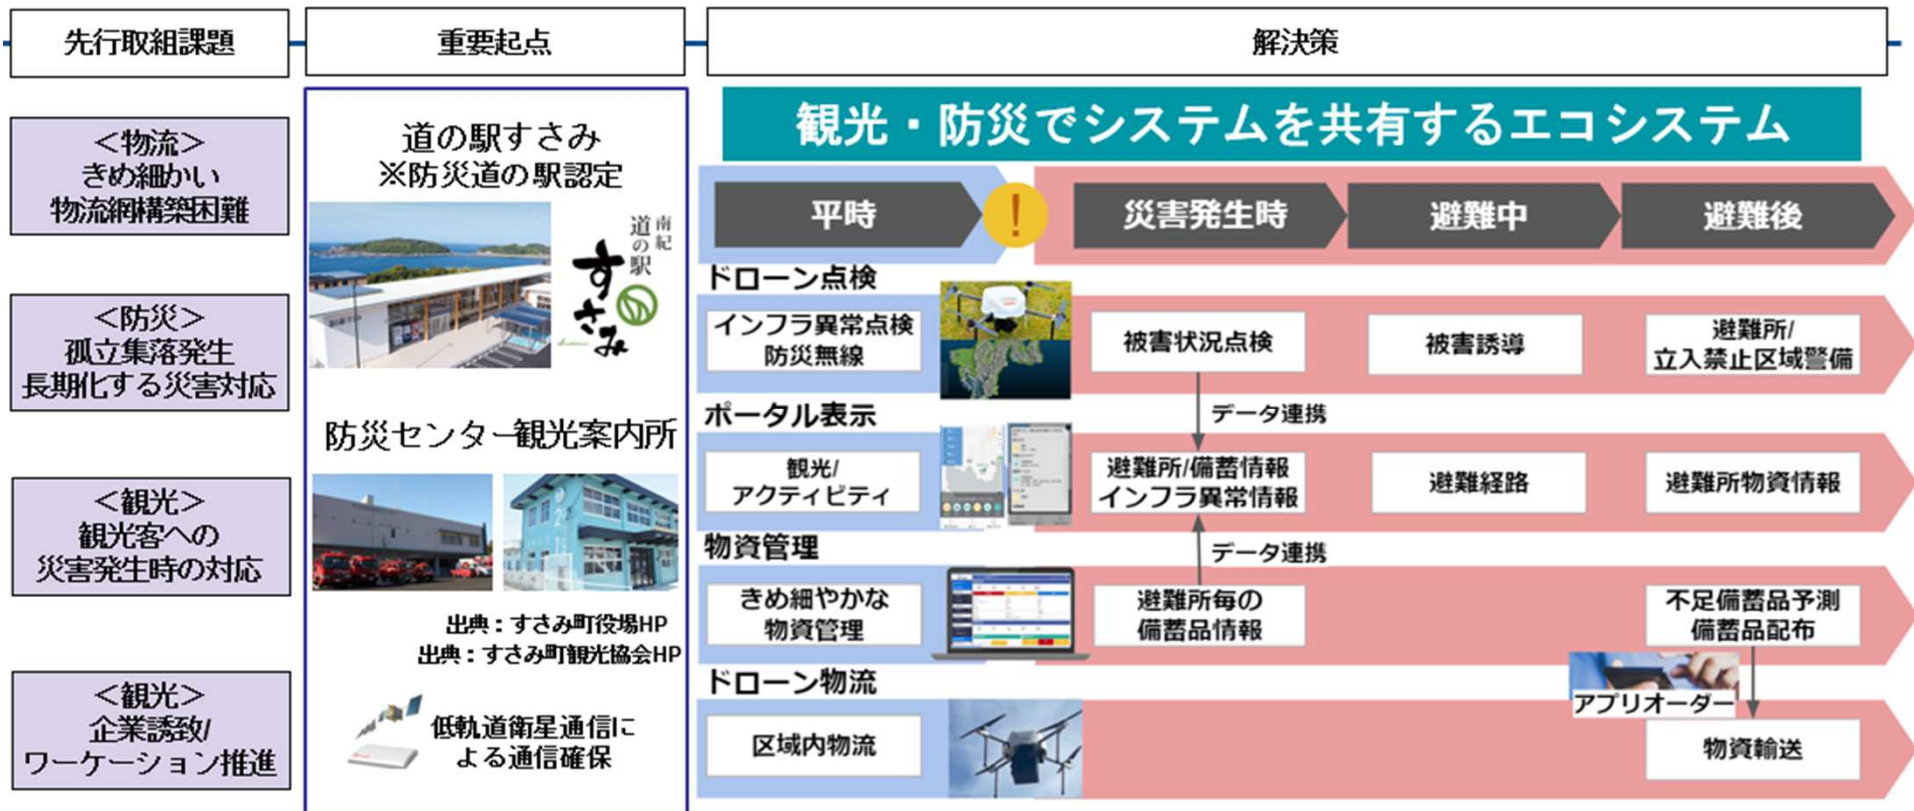 先行取組課題
重要起点
解決策
＜物流＞
きめ細かい
物流網構築困難
＜防災＞
孤立集落発生
長期化する災害対応
＜観光＞
観光客への
災害発生時の対応
＜観光＞
企業誘致/
ワーケーション推進
道の駅すさみ
※防災道の駅認定
南紀
道の駅
すさみ
防災センター観光案内所
出典：すさみ町役場HP
出典：すさみ町観光協会HP
低軌道衛星通信に
よる通信確保
観光・防災でシステムを共有するエコシステム
平時
!
災害発生時
避難中
避難後
ドローン点検
インフラ異常点検
防災無線
被害状況点検
被害誘導
避難所/
立入禁止区域警備
データ連携
ポータル表示
観光/
アクティビティ
避難所/備蓄情報
インフラ異常情報
避難経路
避難所物資情報
データ連携
物資管理
きめ細やかな
物資管理
避難所毎の
備蓄品情報
不足備蓄品予測
備蓄品配布
アプリオーダー
ドローン物流
区域内物流
物資輸送